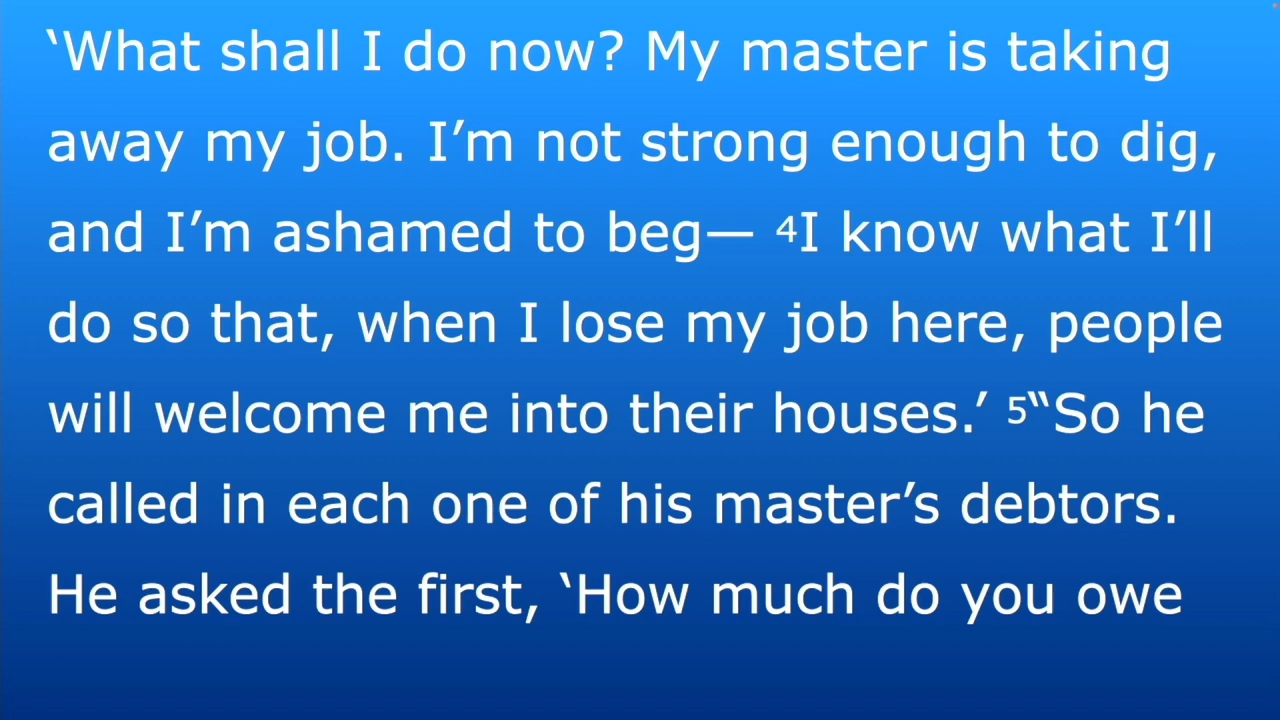 ‘What shall I do now? My master is taking
away my job. I’m not strong enough to dig,
and I’m ashamed to beg— 4I know what I’ll
do so that, when I lose my job here, people
will welcome me into their houses.’ 5“So he
called in each one of his master’s debtors.
He asked the first, ‘How much do you owe